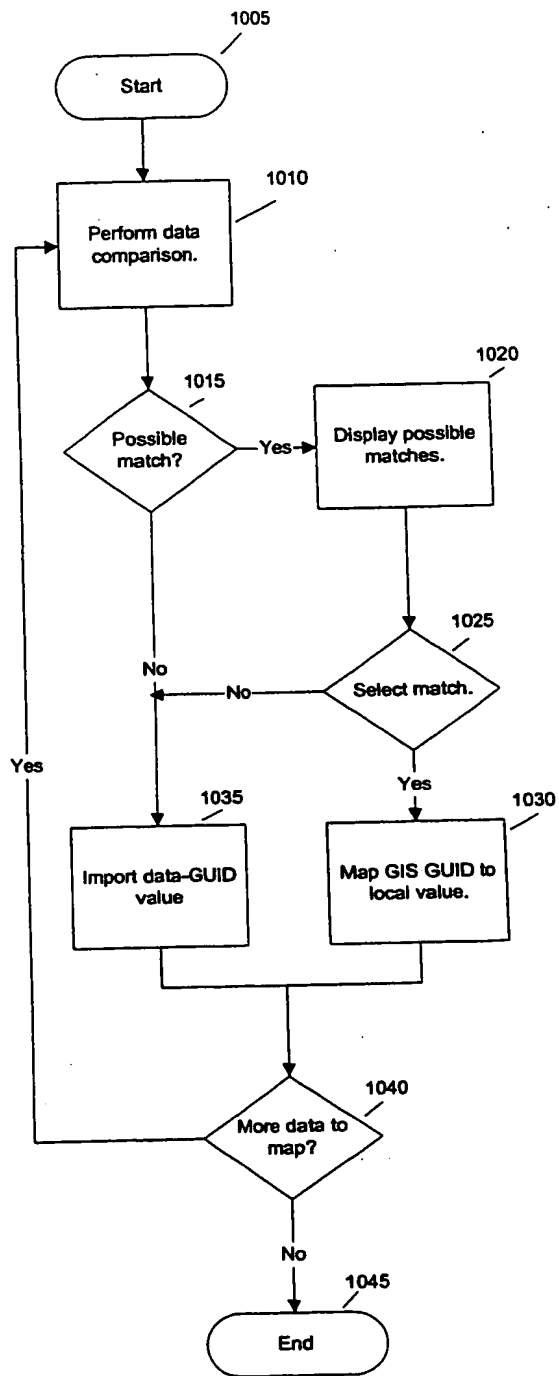 1005
Start
1010
Perform data
comparison.
1015
Possible
match?
Yes
1020
Display possible
matches.
1025
Select match.
No
No
Yes
Yes
1035
Import data-GUID
value
1030
Map GIS GUID to
local value.
1040
More data to
map?
No
1045
End